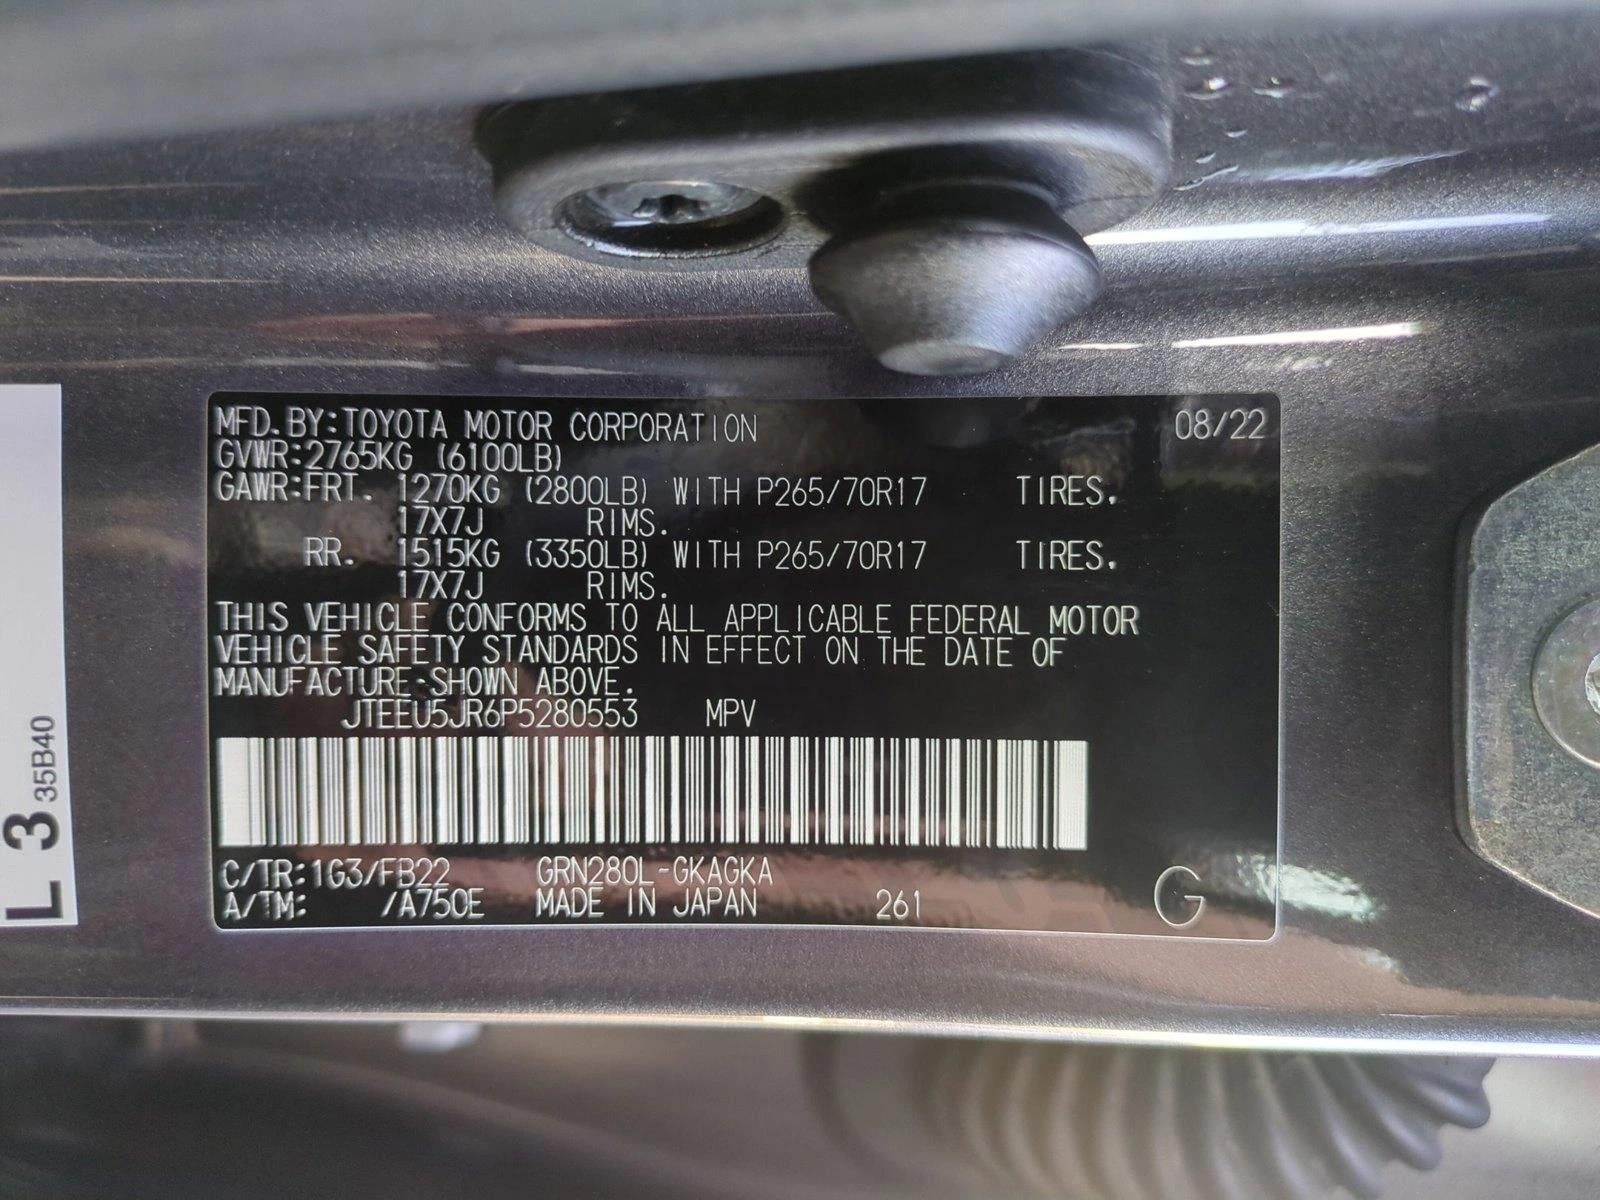 MFD. BY:TOYOTA MOTOR CORPORATION 08/22
GVWR:2765KG (6100LB)
GAWR:FRT. 1270KG (2800LB) WITH P265/70R17 TIRES.
17X7J RIMS.
RR. 1515KG (3350LB) WITH P265/70R17 TIRES.
17X7J RIMS.
THIS VEHICLE CONFORMS TO ALL APPLICABLE FEDERAL MOTOR
VEHICLE SAFETY STANDARDS IN EFFECT ON THE DATE OF
MANUFACTURE SHOWN ABOVE.
JTEEU5JR6P5280553 MPV
C/TR:1G3/FB22 GRN280L-GKAGKA
A/TM: /A750E MADE IN JAPAN 261 G
L 3 35B40